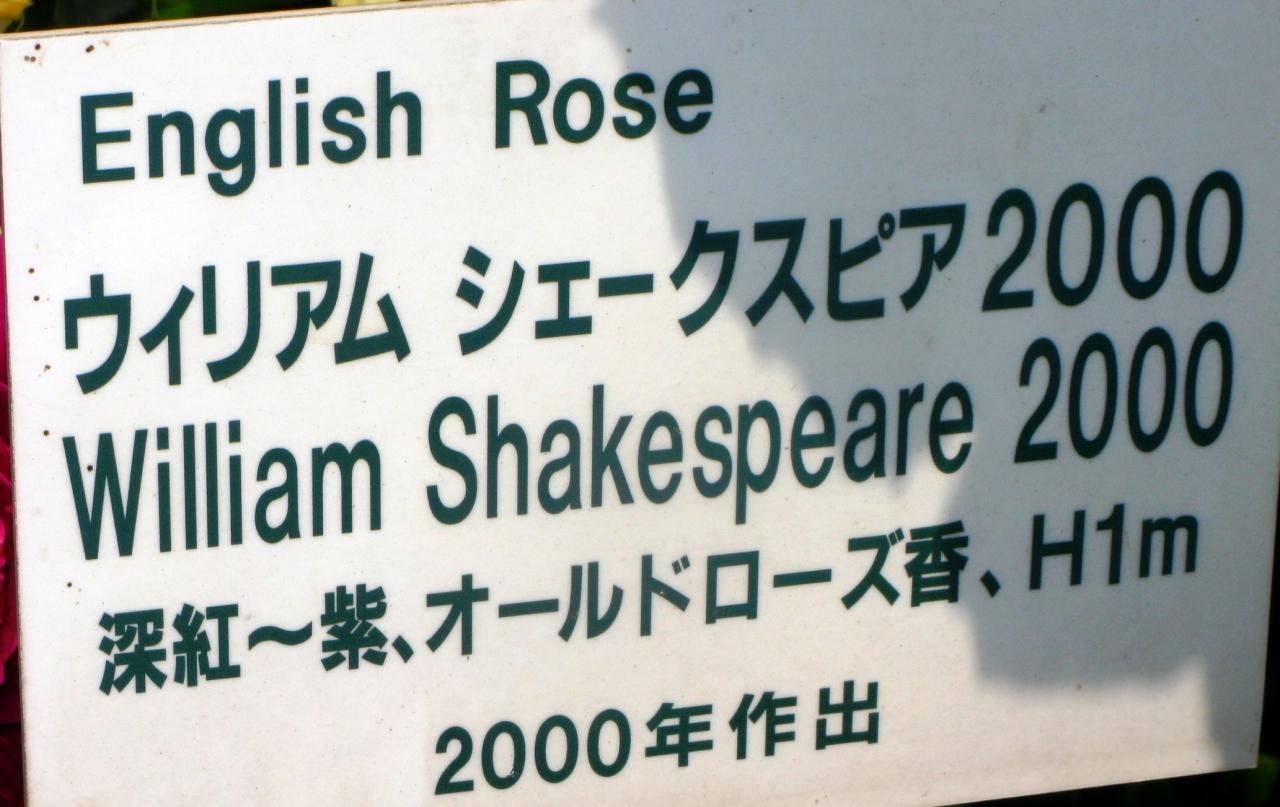 English Rose
ウィリアム シェークスピア2000
William Shakespeare 2000
深紅～紫、オールドローズ香、H1m
2000年作出